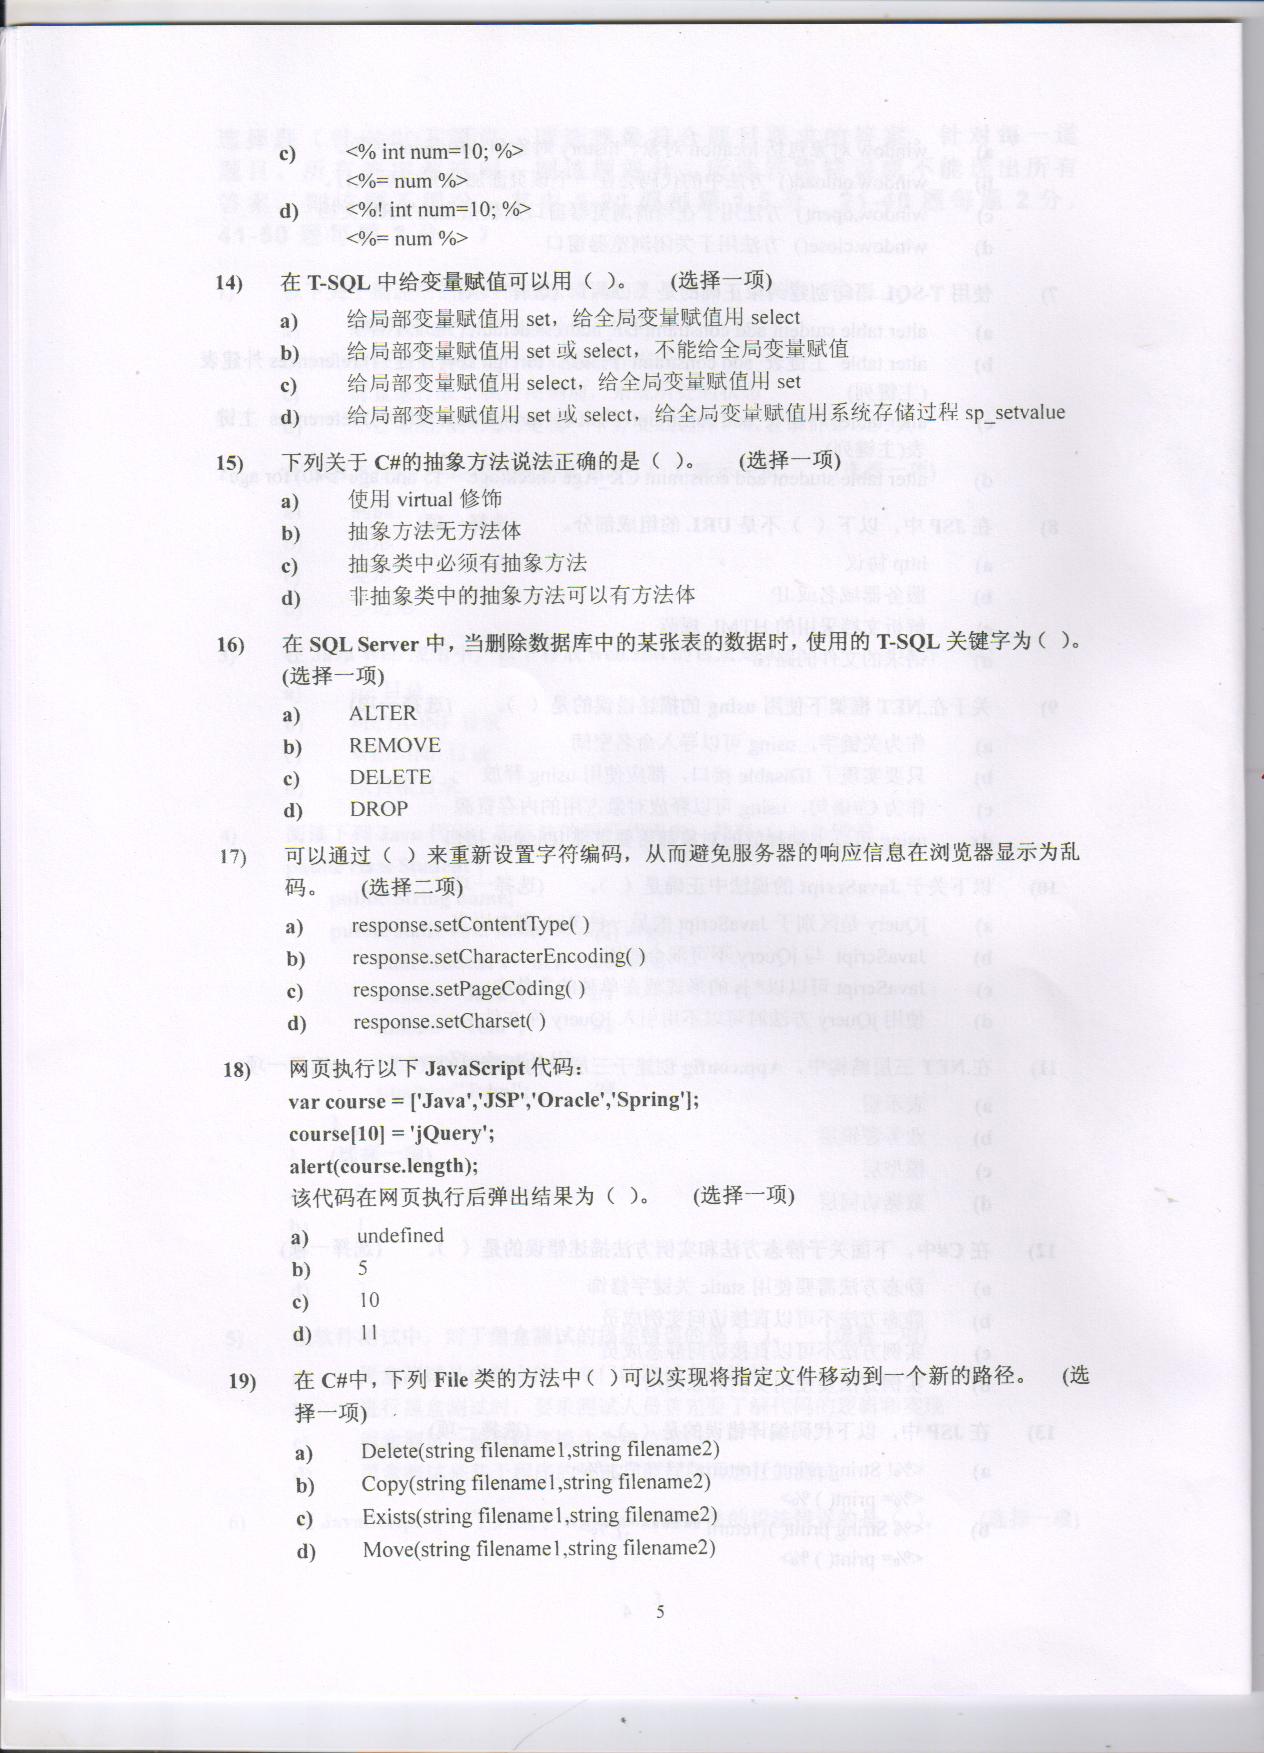 c) <% int num=10; %>
<%= num %>
d) <%! int num=10; %>
<%= num %>
14) 在 T-SQL 中给变量赋值可以用（ ）。 (选择一项)
a) 给局部变量赋值用 set，给全局变量赋值用 select
b) 给局部变量赋值用 set 或 select，不能给全局变量赋值
c) 给局部变量赋值用 select，给全局变量赋值用 set
d) 给局部变量赋值用 set 或 select，给全局变量赋值用系统存储过程 sp_setvalue
15) 下列关于 C#的抽象方法说法正确的是（ ）。 (选择一项)
a) 使用 virtual 修饰
b) 抽象方法无方法体
c) 抽象类中必须有抽象方法
d) 非抽象类中的抽象方法可以有方法体
16) 在 SQL Server 中，当删除数据库中的某张表的数据时，使用的 T-SQL 关键字为（ ）。
(选择一项)
a) ALTER
b) REMOVE
c) DELETE
d) DROP
17) 可以通过（ ）来重新设置字符编码，从而避免服务器的响应信息在浏览器显示为乱
码。 (选择二项)
a) response.setContentType( )
b) response.setCharacterEncoding( )
c) response.setPageCoding( )
d) response.setCharset( )
18) 网页执行以下 JavaScript 代码：
var course = ['Java','JSP','Oracle','Spring'];
course[10] = 'jQuery';
alert(course.length);
该代码在网页执行后弹出结果为（ ）。 (选择一项)
a) undefined
b) 5
c) 10
d) 11
19) 在 C#中，下列 File 类的方法中（ ）可以实现将指定文件移动到一个新的路径。 (选
择一项)
a) Delete(string filename1,string filename2)
b) Copy(string filename1,string filename2)
c) Exists(string filename1,string filename2)
d) Move(string filename1,string filename2)
5